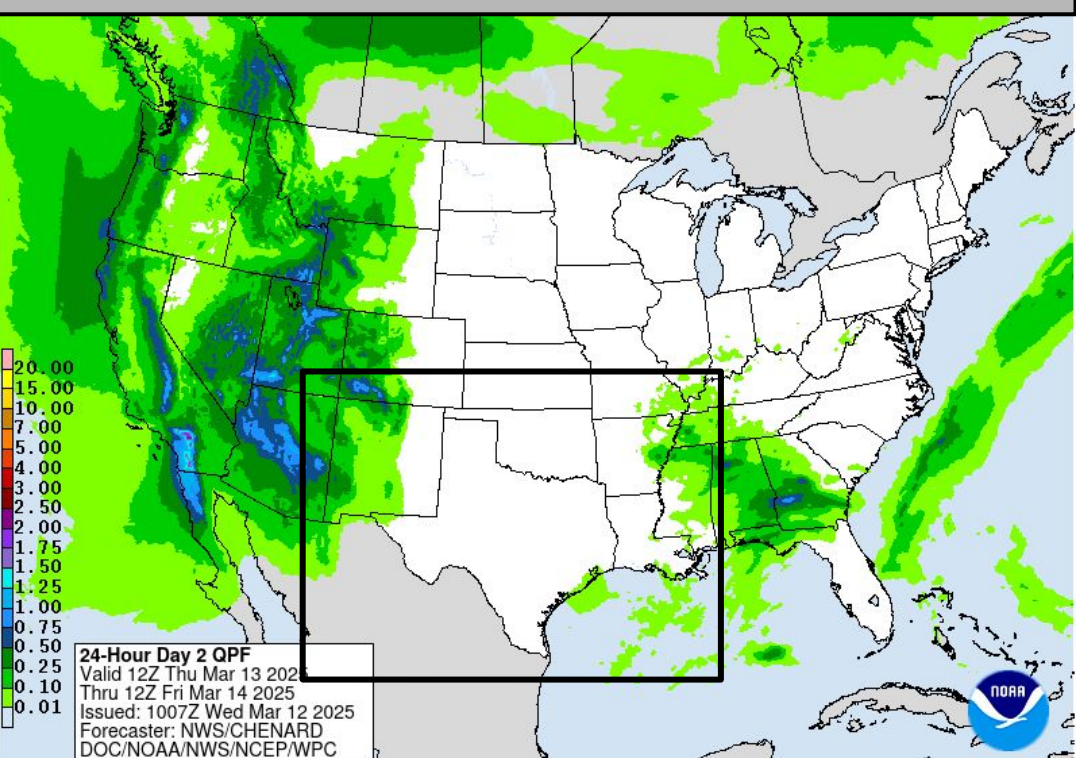 20.00
15.00
10.00
7.00
5.00
4.00
3.00
2.50
2.00
1.75
1.50
1.25
1.00
0.75
0.50
0.25
0.10
0.01
24-Hour Day 2 QPF
Valid 12Z Thu Mar 13 2025
Thru 12Z Fri Mar 14 2025
Issued: 1007Z Wed Mar 12 2025
Forecaster: NWS/CHENARD
DOC/NOAA/NWS/NCEP/WPC
NOAA